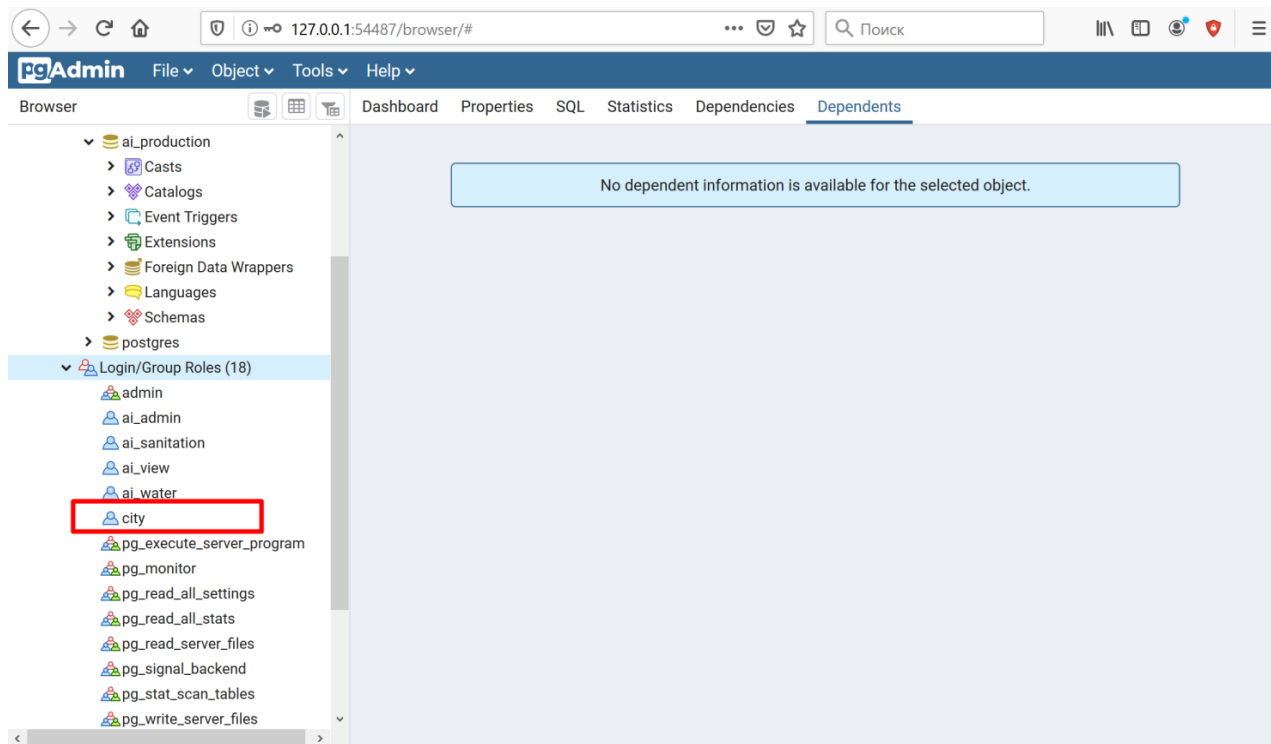 127.0.0.1:54487/browser/#
Поиск
pgAdmin File Object Tools Help
Browser
Dashboard Properties SQL Statistics Dependencies Dependents
ai_production
Casts
Catalogs
Event Triggers
Extensions
Foreign Data Wrappers
Languages
Schemas
postgres
Login/Group Roles (18)
admin
ai_admin
ai_sanitation
ai_view
ai_water
city
pg_execute_server_program
pg_monitor
pg_read_all_settings
pg_read_all_stats
pg_read_server_files
pg_signal_backend
pg_stat_scan_tables
pg_write_server_files
No dependent information is available for the selected object.